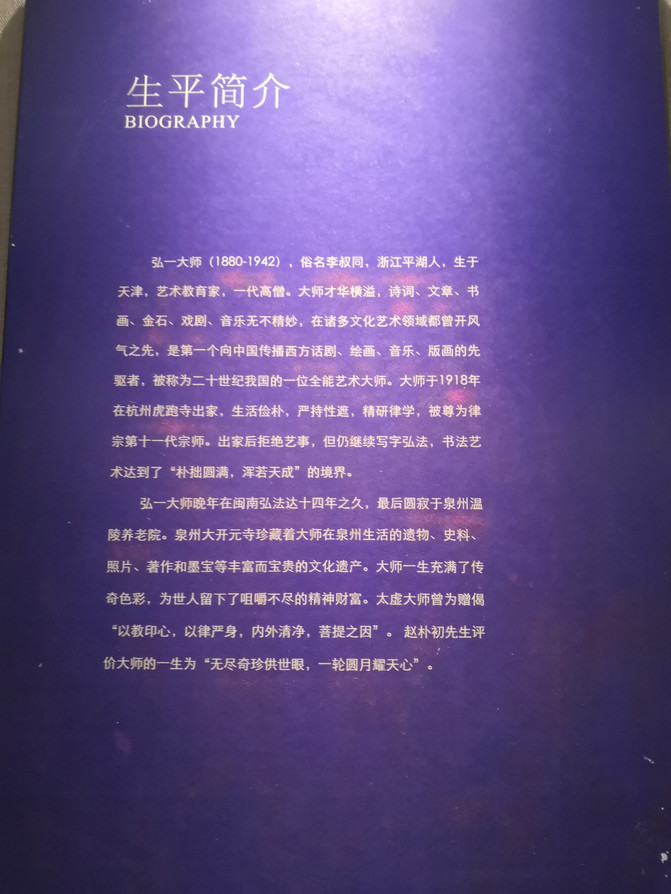 生平简介
BIOGRAPHY
弘一大师（1880-1942），俗名李叔同，浙江平湖人，生于
天津，艺术教育家，一代高僧。大师才华横溢，诗词、文章、书
画、金石、戏剧、音乐无不精妙，在诸多文化艺术领域都曾开风
气之先，是第一个向中国传播西方话剧、绘画、音乐、版画的先
驱者，被称为二十世纪我国的一位全能艺术大师。大师于1918年
在杭州虎跑寺出家，生活俭朴，严持性遮，精研律学，被尊为律
宗第十一代宗师。出家后拒绝艺事，但仍继续写字弘法，书法艺
术达到了“朴拙圆满，浑若天成”的境界。
弘一大师晚年在闽南弘法达十四年之久，最后圆寂于泉州温
陵养老院。泉州大开元寺珍藏着大师在泉州生活的遗物、史料、
照片、著作和墨宝等丰富而宝贵的文化遗产。大师一生充满了传
奇色彩，为世人留下了咀嚼不尽的精神财富。太虚大师曾为赠偈
“以教印心，以律严身，内外清净，菩提之因”。赵朴初先生评
价大师的一生为“无尽奇珍供世眼，一轮圆月耀天心”。